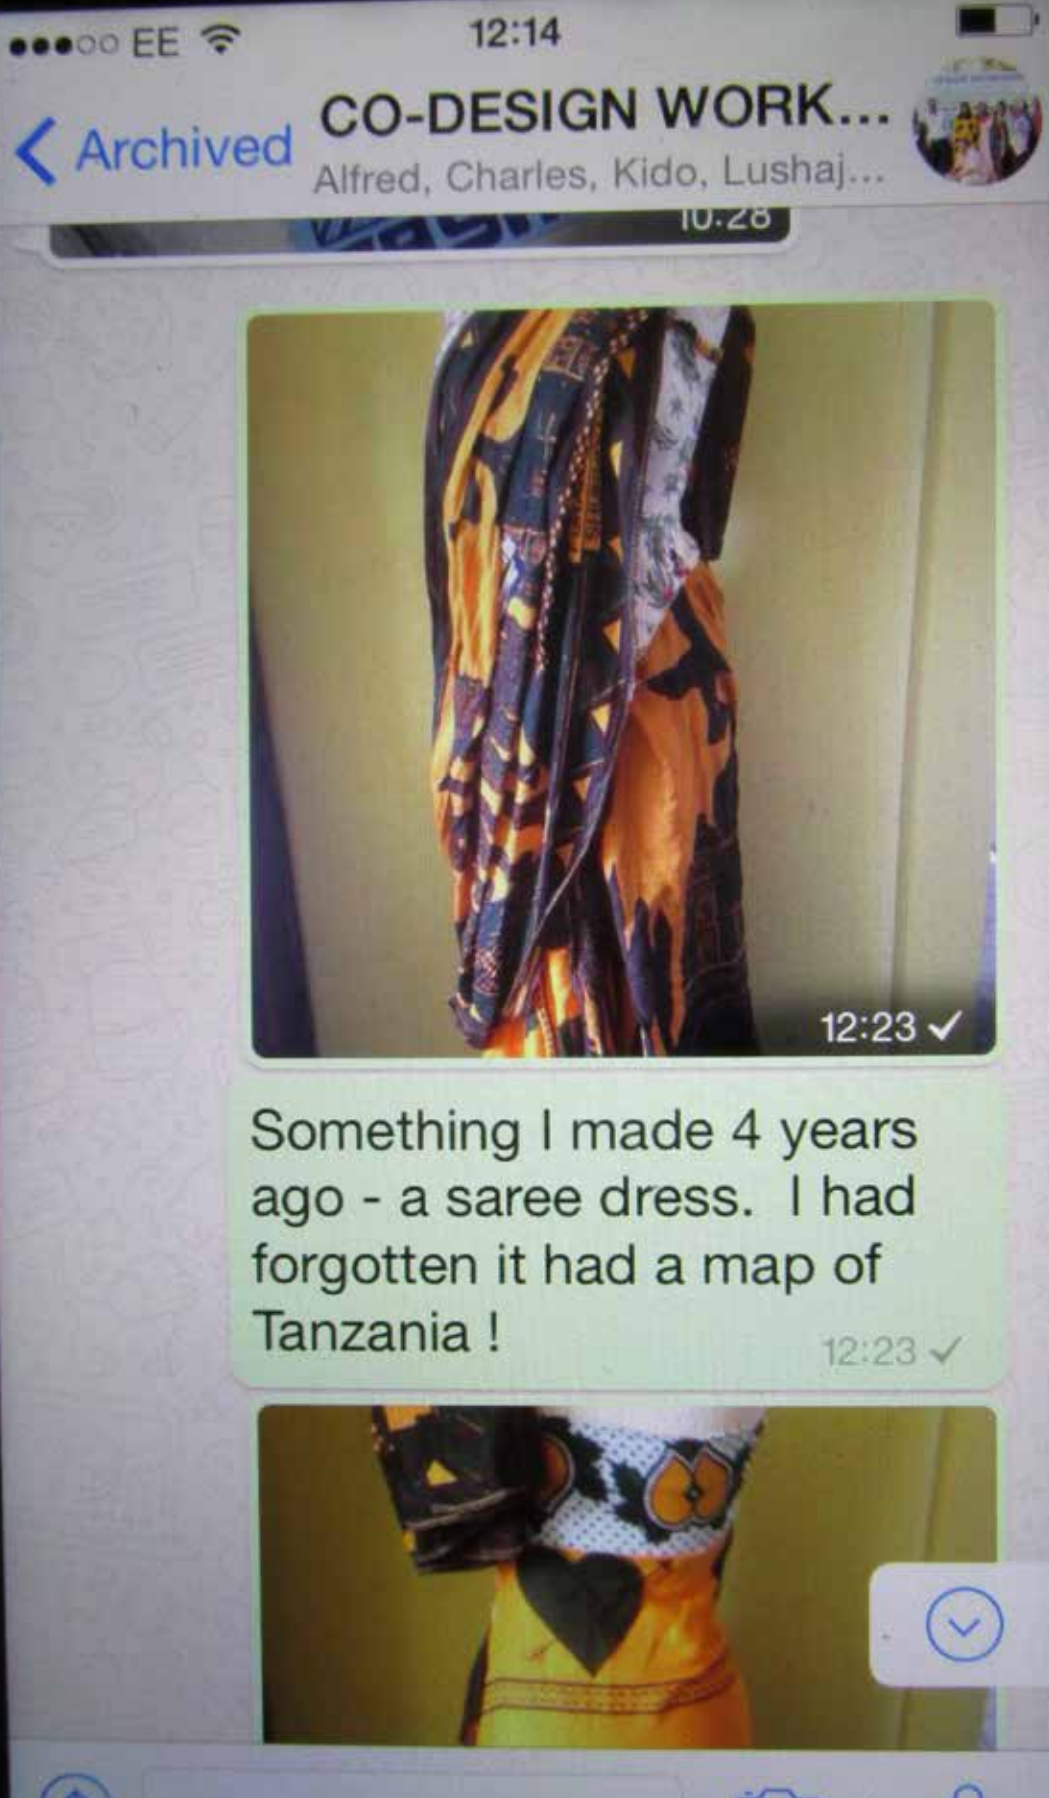 EE 12:14
Archived
CO-DESIGN WORK...
Alfred, Charles, Kido, Lushaj...
10:28
12:23
Something I made 4 years
ago - a saree dress.  I had
forgotten it had a map of
Tanzania !
12:23